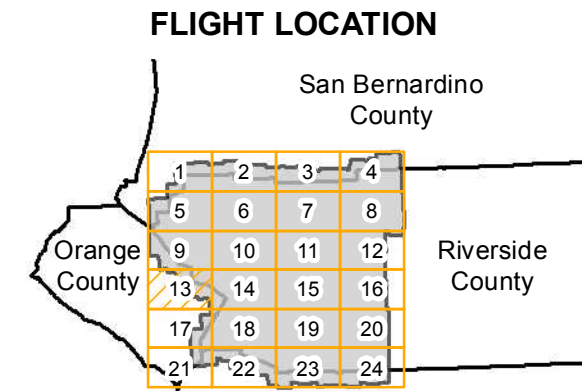 FLIGHT LOCATION
San Bernardino
County
1 2 3 4
5 6 7 8
Orange
County
9 10 11 12
Riverside
County
13 14 15 16
17 18 19 20
21 22 23 24